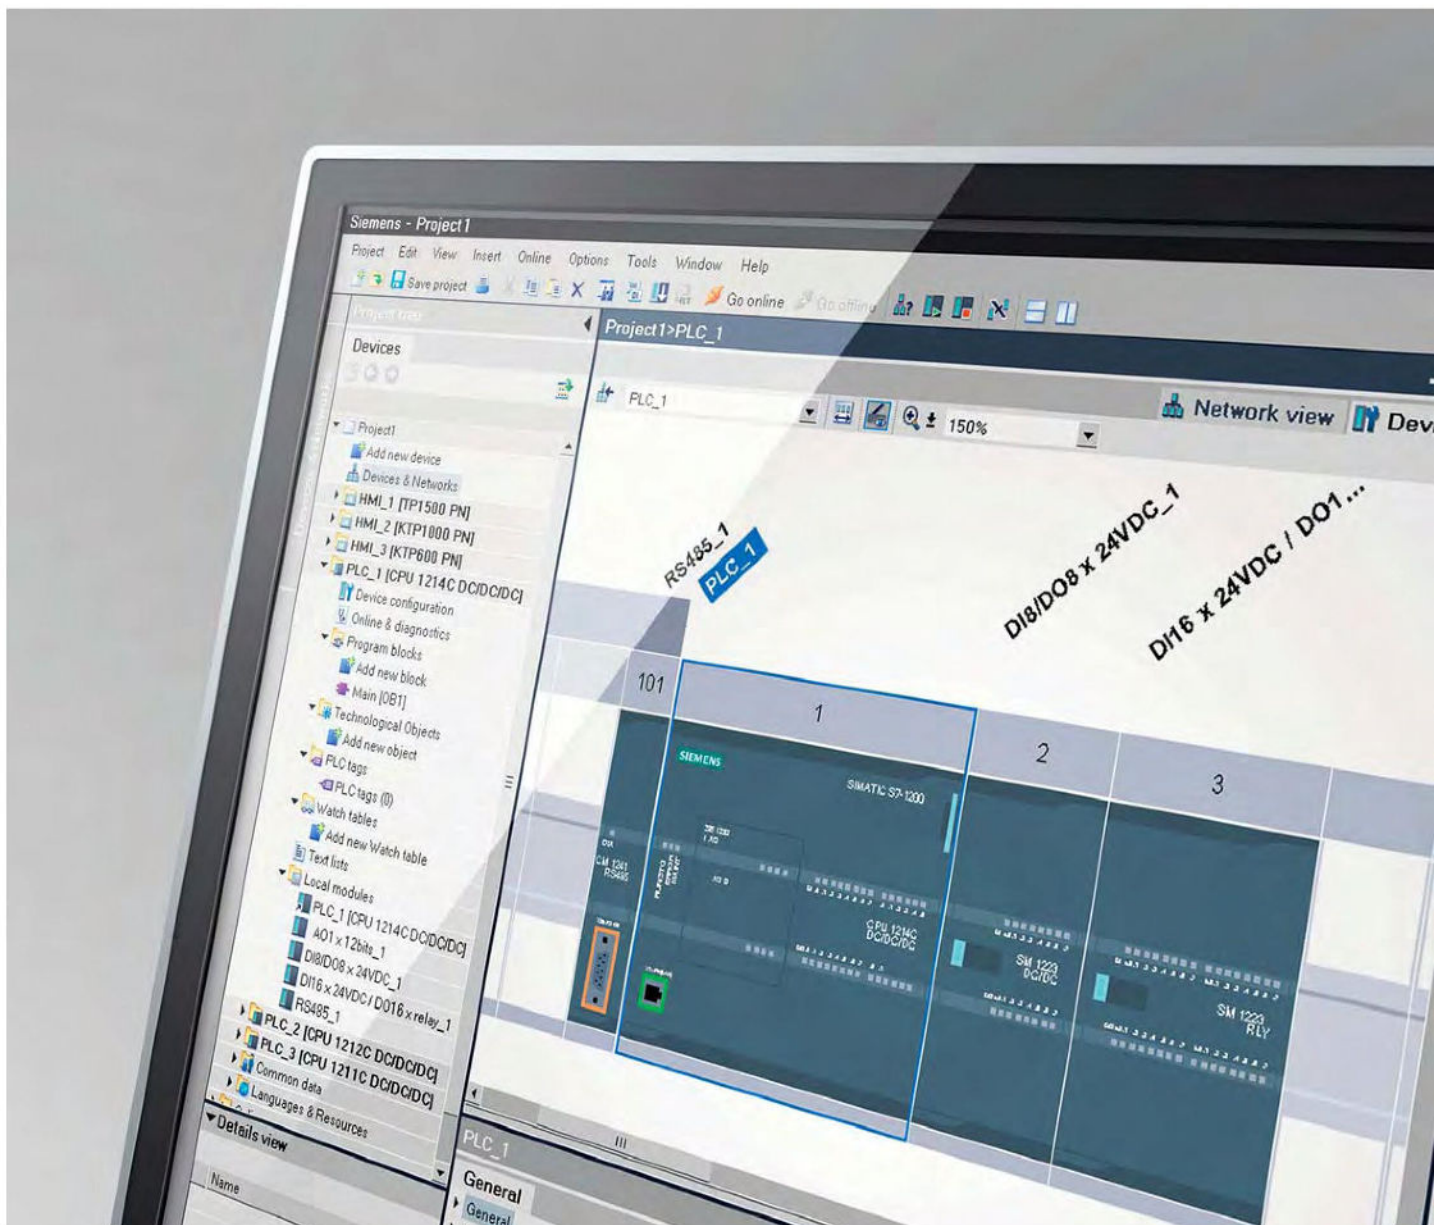 Siemens - Project1
Project Edit View Insert Online Options Tools Window Help
Save project Go online Go offline
Project tree
Project1>PLC_1
Devices
PLC_1
150%
Network view
Devi
Project1
Add new device
Devices & Networks
HMI_1 [TP1500 PN]
HMI_2 [KTP1000 PN]
HMI_3 [KTP600 PN]
PLC_1 [CPU 1214C DC/DC/DC]
Device configuration
Online & diagnostics
Program blocks
Add new block
Main [OB1]
Technological Objects
Add new object
PLC tags
PLC tags (0)
Watch tables
Add new Watch table
Text lists
Local modules
PLC_1 [CPU 1214C DC/DC/DC]
AO1 x 12bits_1
DI8/DO8 x 24VDC_1
DI16 x 24VDC / DO16 x relay_1
RS485_1
PLC_2 [CPU 1212C DC/DC/DC]
PLC_3 [CPU 1211C DC/DC/DC]
Common data
Languages & Resources
Details view
Name
RS485_1
PLC_1
DI8/DO8 x 24VDC_1
DI16 x 24VDC / DO1...
101
1
2
3
SIEMENS
SIMATIC S7-1200
CM 1241
RS485
CPU 1214C
DC/DC/DC
SM 1223
DC/DC
SM 1223
RLY
PLC_1
General
General